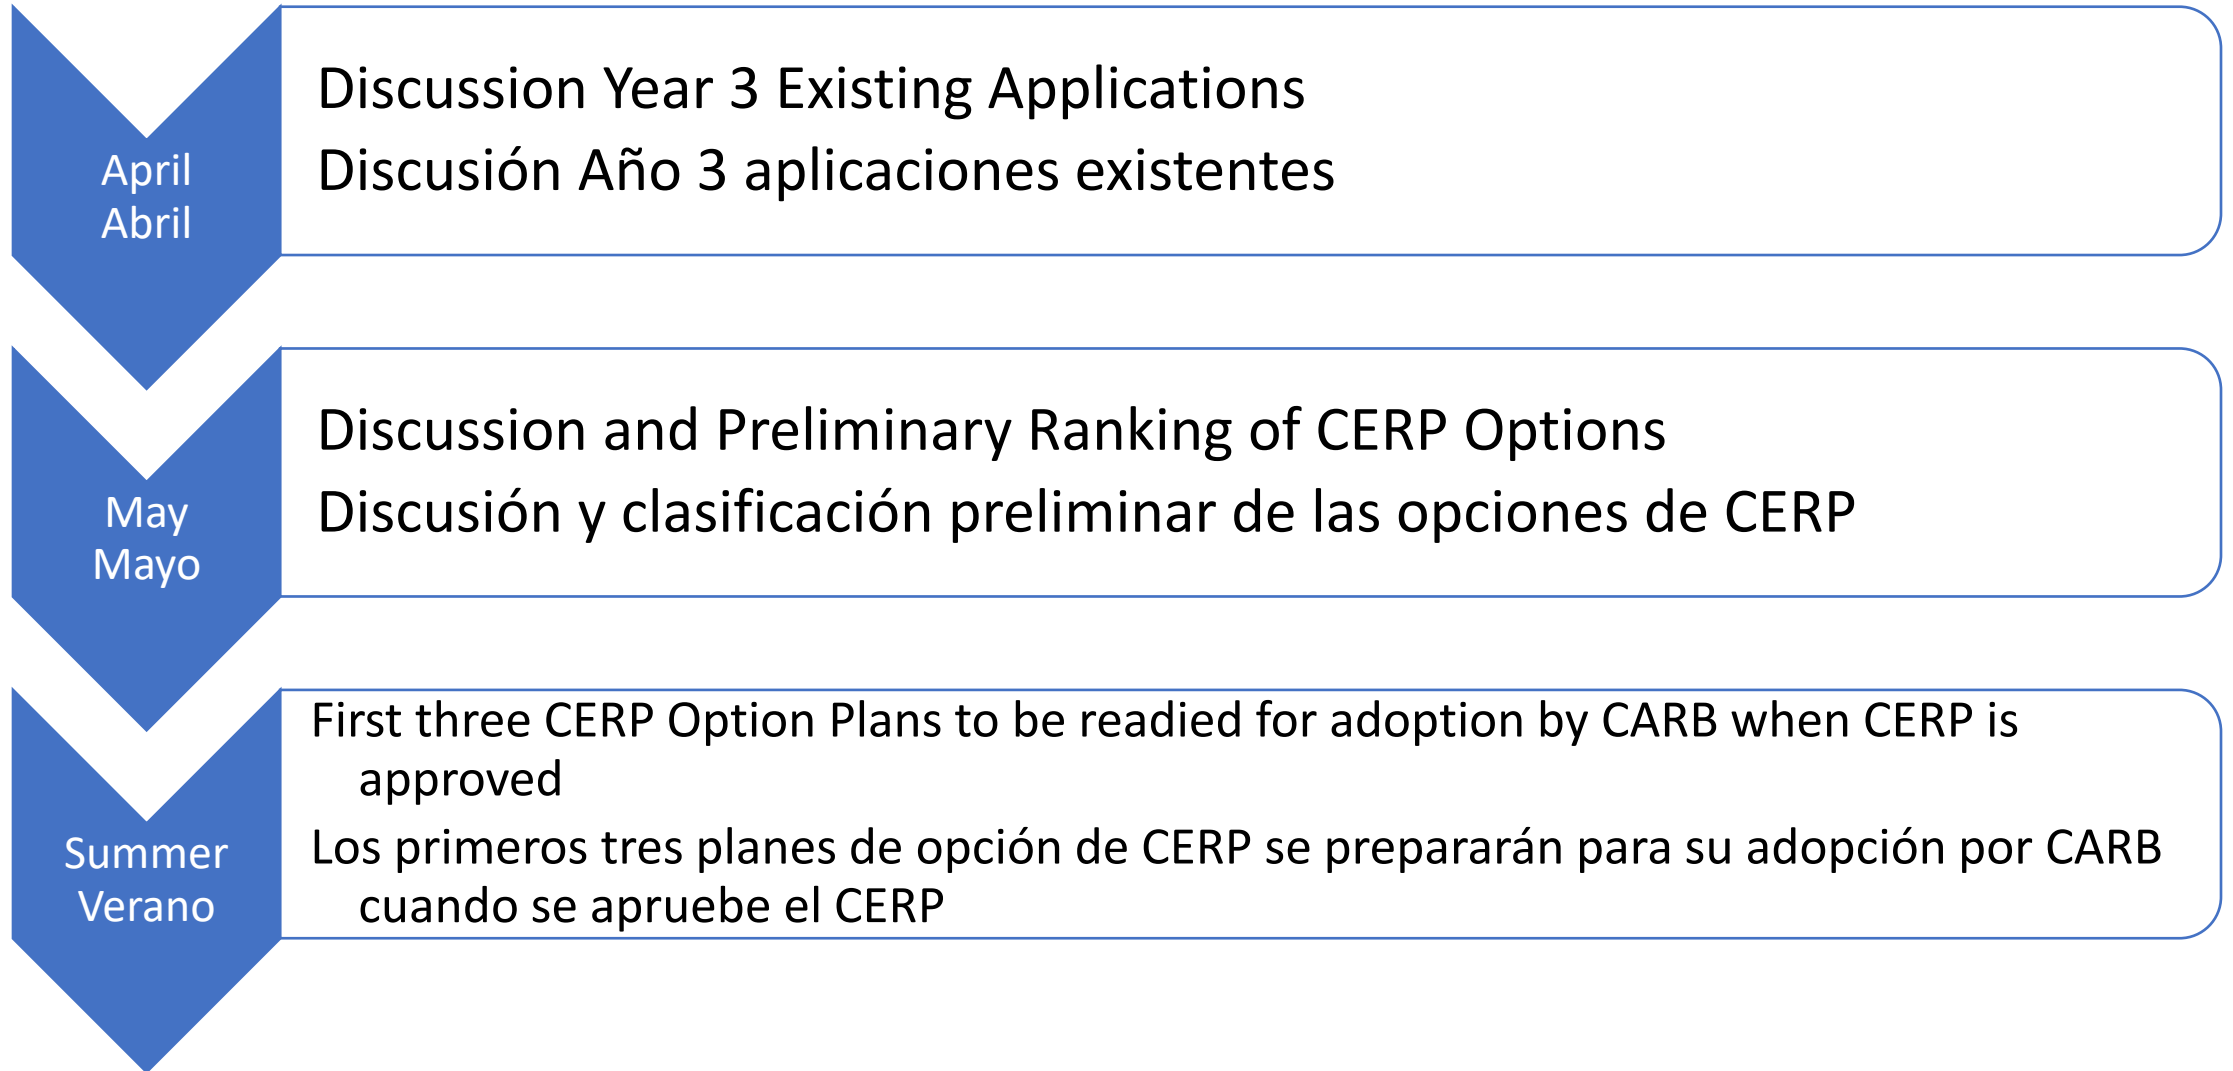 April
Abril
Discussion Year 3 Existing Applications
Discusión Año 3 aplicaciones existentes
May
Mayo
Discussion and Preliminary Ranking of CERP Options
Discusión y clasificación preliminar de las opciones de CERP
Summer
Verano
First three CERP Option Plans to be readied for adoption by CARB when CERP is
approved
Los primeros tres planes de opción de CERP se prepararán para su adopción por CARB
cuando se apruebe el CERP